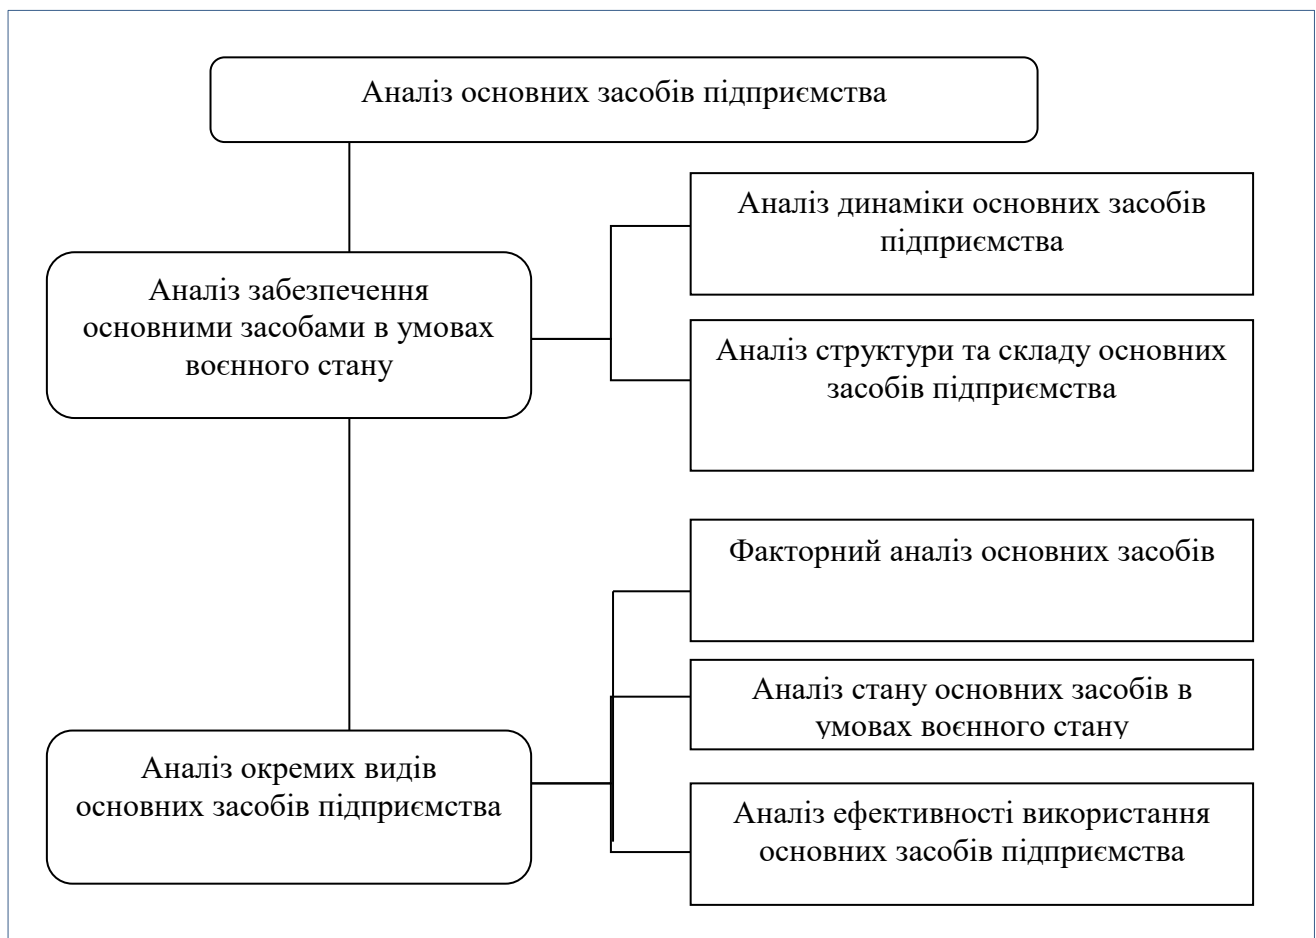 Аналіз основних засобів підприємства
Аналіз забезпечення
основними засобами в умовах
воєнного стану
Аналіз динаміки основних засобів
підприємства
Аналіз структури та складу основних
засобів підприємства
Аналіз окремих видів
основних засобів підприємства
Факторний аналіз основних засобів
Аналіз стану основних засобів в
умовах воєнного стану
Аналіз ефективності використання
основних засобів підприємства